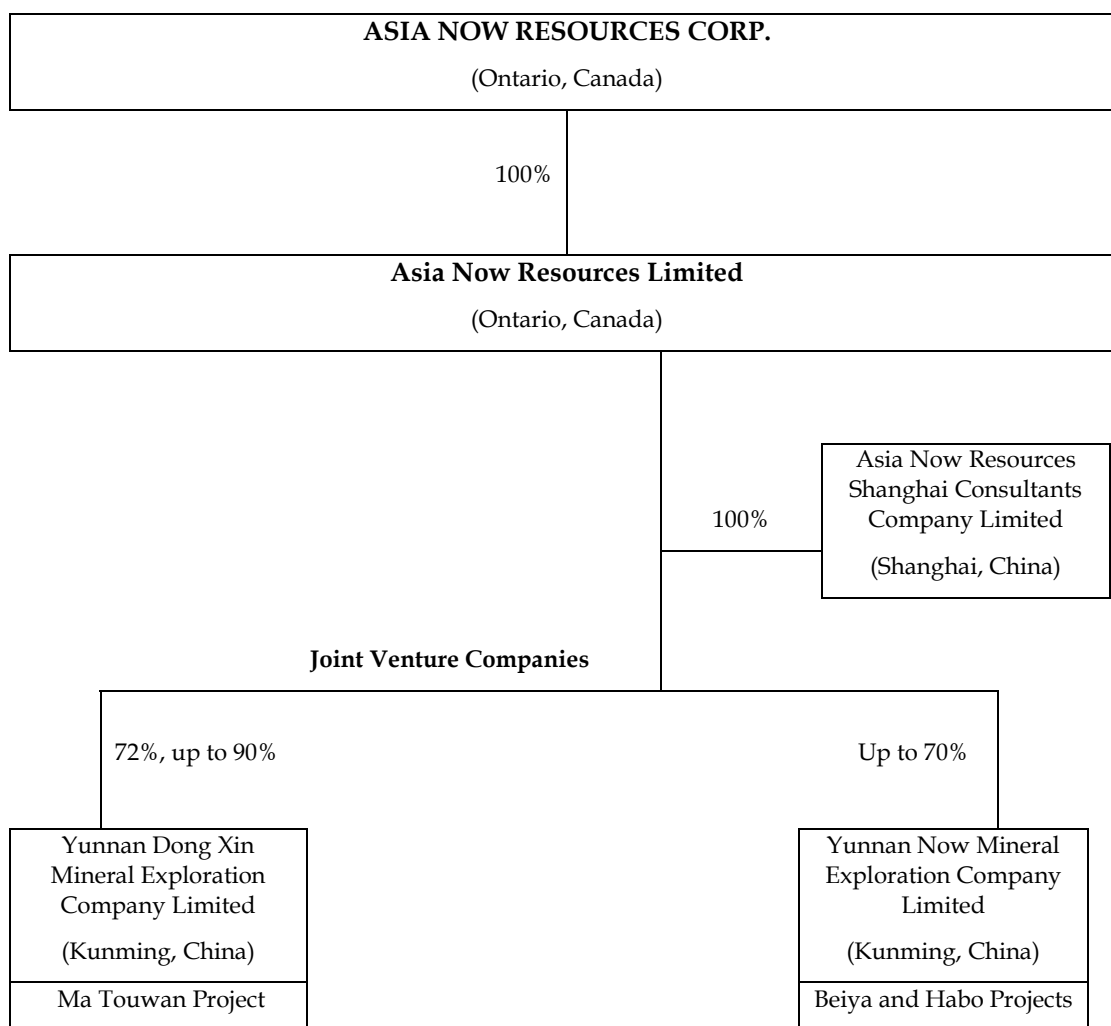 ASIA NOW RESOURCES CORP.
(Ontario, Canada)
100%
Asia Now Resources Limited
(Ontario, Canada)
Asia Now Resources
Shanghai Consultants
Company Limited
(Shanghai, China)
100%
Joint Venture Companies
72%, up to 90%
Up to 70%
Yunnan Dong Xin
Mineral Exploration
Company Limited
(Kunming, China)
Ma Touwan Project
Yunnan Now Mineral
Exploration Company
Limited
(Kunming, China)
Beiya and Habo Projects